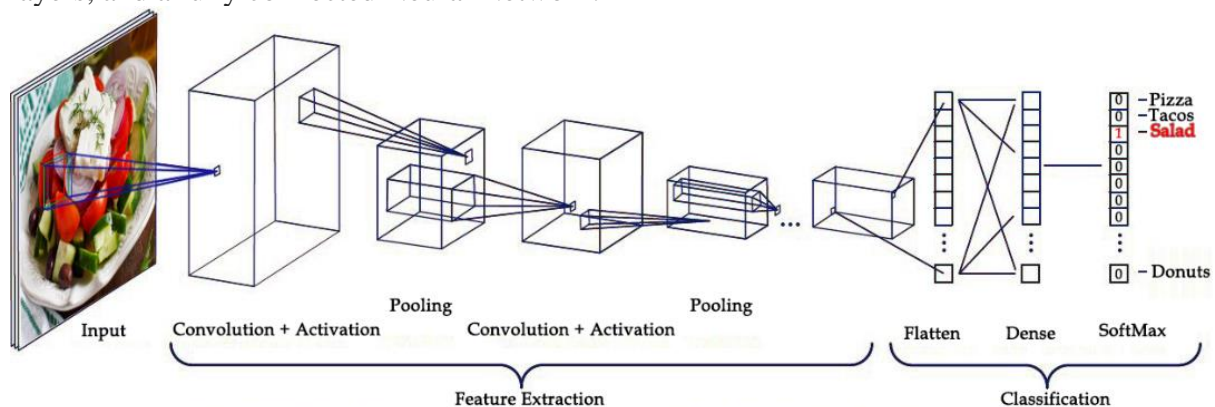 Pizza
Tacos
Salad
Donuts
0
0
1
0
0
0
0
0
0
Pooling
Pooling
Input
Convolution + Activation
Convolution + Activation
Flatten
Dense
SoftMax
Feature Extraction
Classification